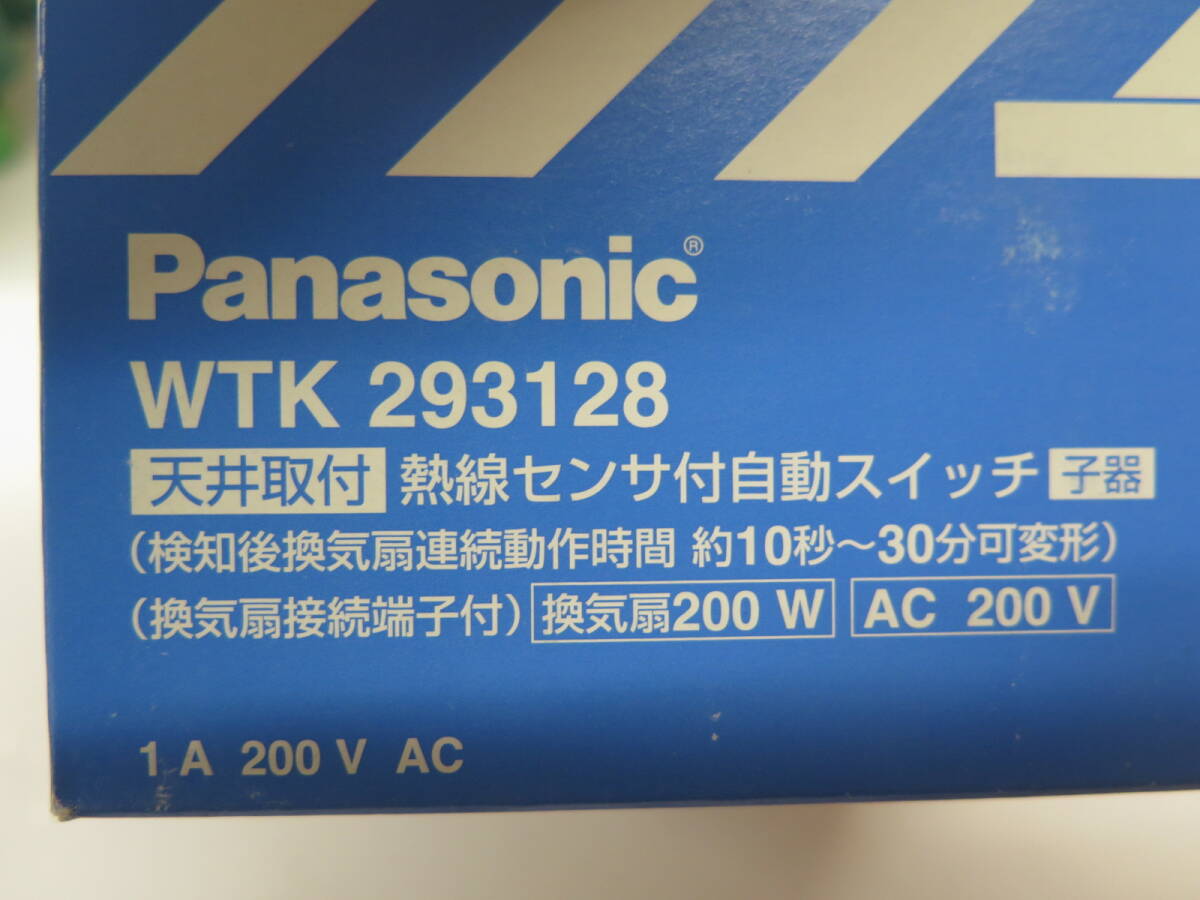 Panasonic®
WTK 293128
天井取付 熱線センサ付自動スイッチ 子器
(検知後換気扇連続動作時間 約10秒～30分可変形)
(換気扇接続端子付) 換気扇200 W AC 200 V
1 A 200 V AC